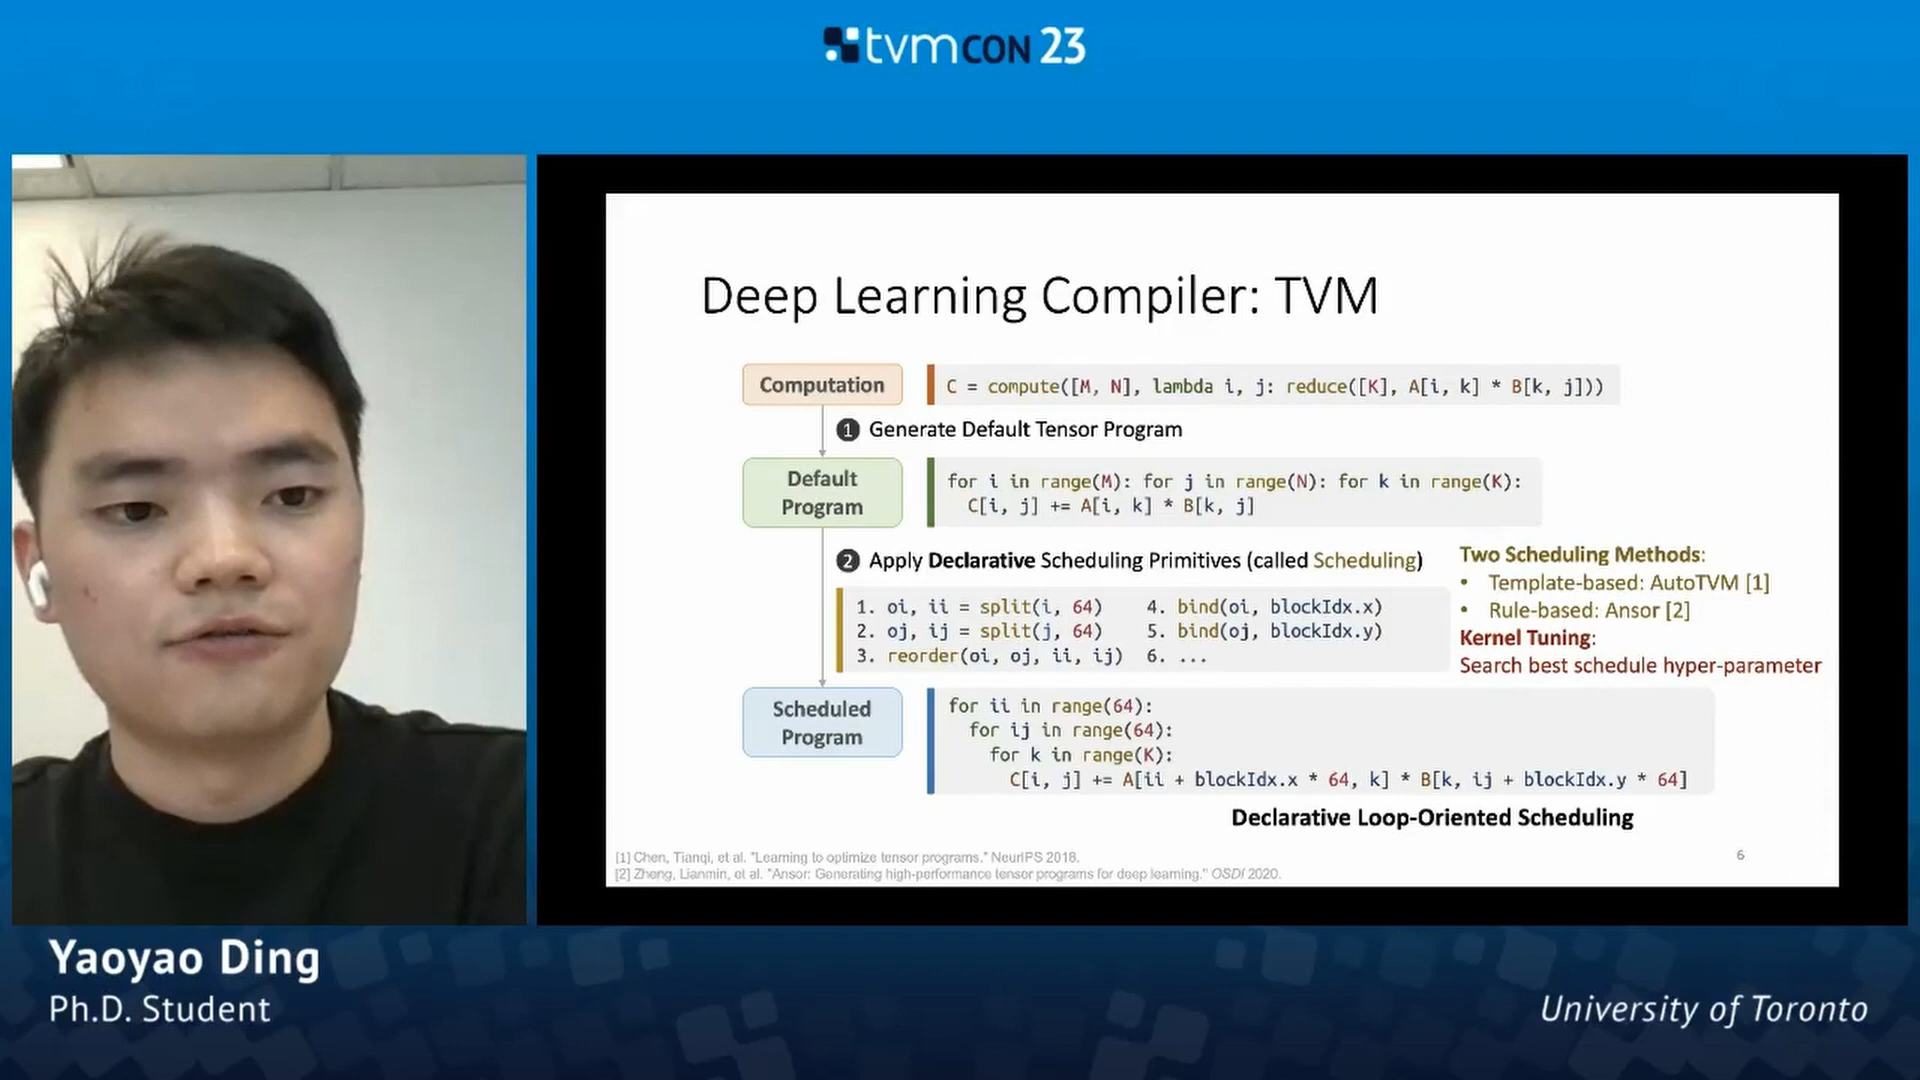 tvmcon 23
Deep Learning Compiler: TVM
Computation
C = compute([M, N], lambda i, j: reduce([K], A[i, k] * B[k, j]))
1 Generate Default Tensor Program
Default
Program
for i in range(M): for j in range(N): for k in range(K):
C[i, j] += A[i, k] * B[k, j]
2 Apply Declarative Scheduling Primitives (called Scheduling)
1. oi, ii = split(i, 64)
2. oj, ij = split(j, 64)
3. reorder(oi, oj, ii, ij)
4. bind(oi, blockIdx.x)
5. bind(oj, blockIdx.y)
6. ...
Two Scheduling Methods:
• Template-based: AutoTVM [1]
• Rule-based: Ansor [2]
Kernel Tuning:
Search best schedule hyper-parameter
Scheduled
Program
for ii in range(64):
for ij in range(64):
for k in range(K):
C[i, j] += A[ii + blockIdx.x * 64, k] * B[k, ij + blockIdx.y * 64]
Declarative Loop-Oriented Scheduling
[1] Chen, Tianqi, et al. "Learning to optimize tensor programs." NeurIPS 2018.
[2] Zheng, Lianmin, et al. "Ansor: Generating high-performance tensor programs for deep learning." OSDI 2020.
6
Yaoyao Ding
Ph.D. Student
University of Toronto